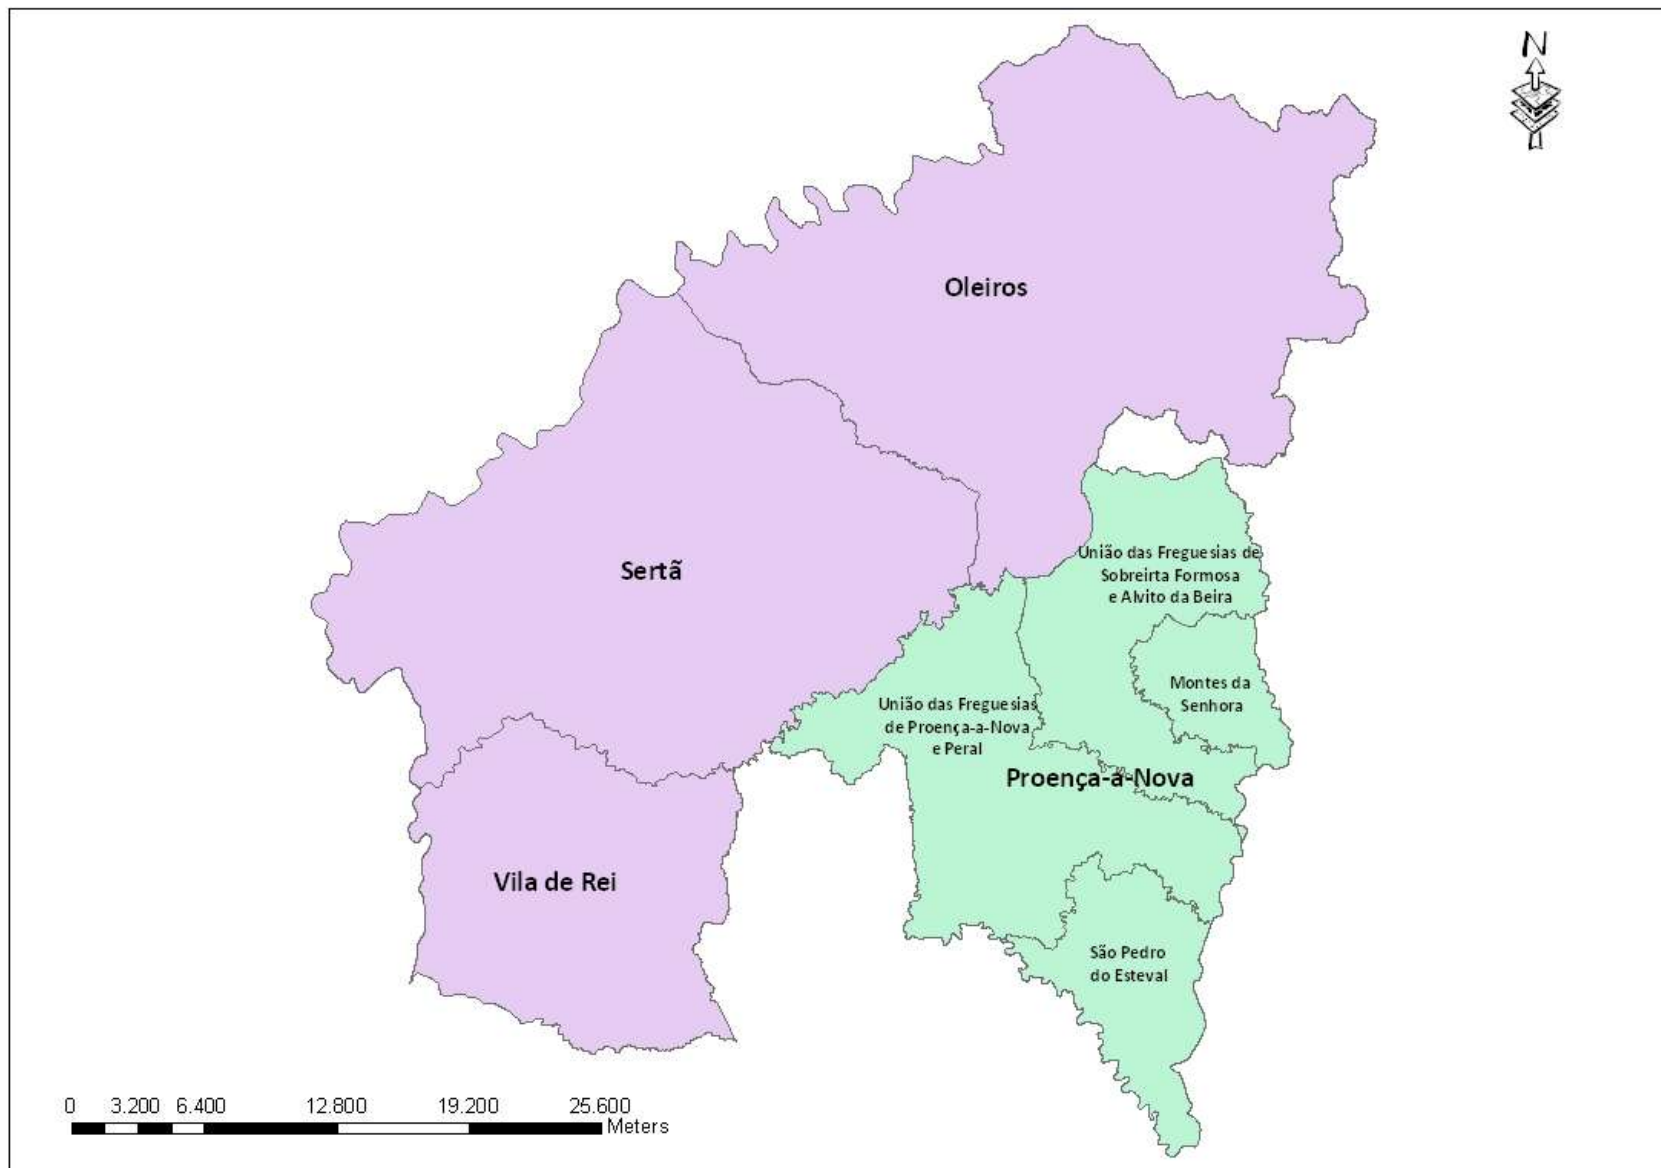 N
Oleiros
União das Freguesias de
Sobreirta Formosa
e Alvito da Beira
Sertã
Montes da
Senhora
União das Freguesias
de Proença-a-Nova
e Peral
Proença-a-Nova
Vila de Rei
São Pedro
do Esteval
0 3.200 6.400 12.800 19.200 25.600
Meters